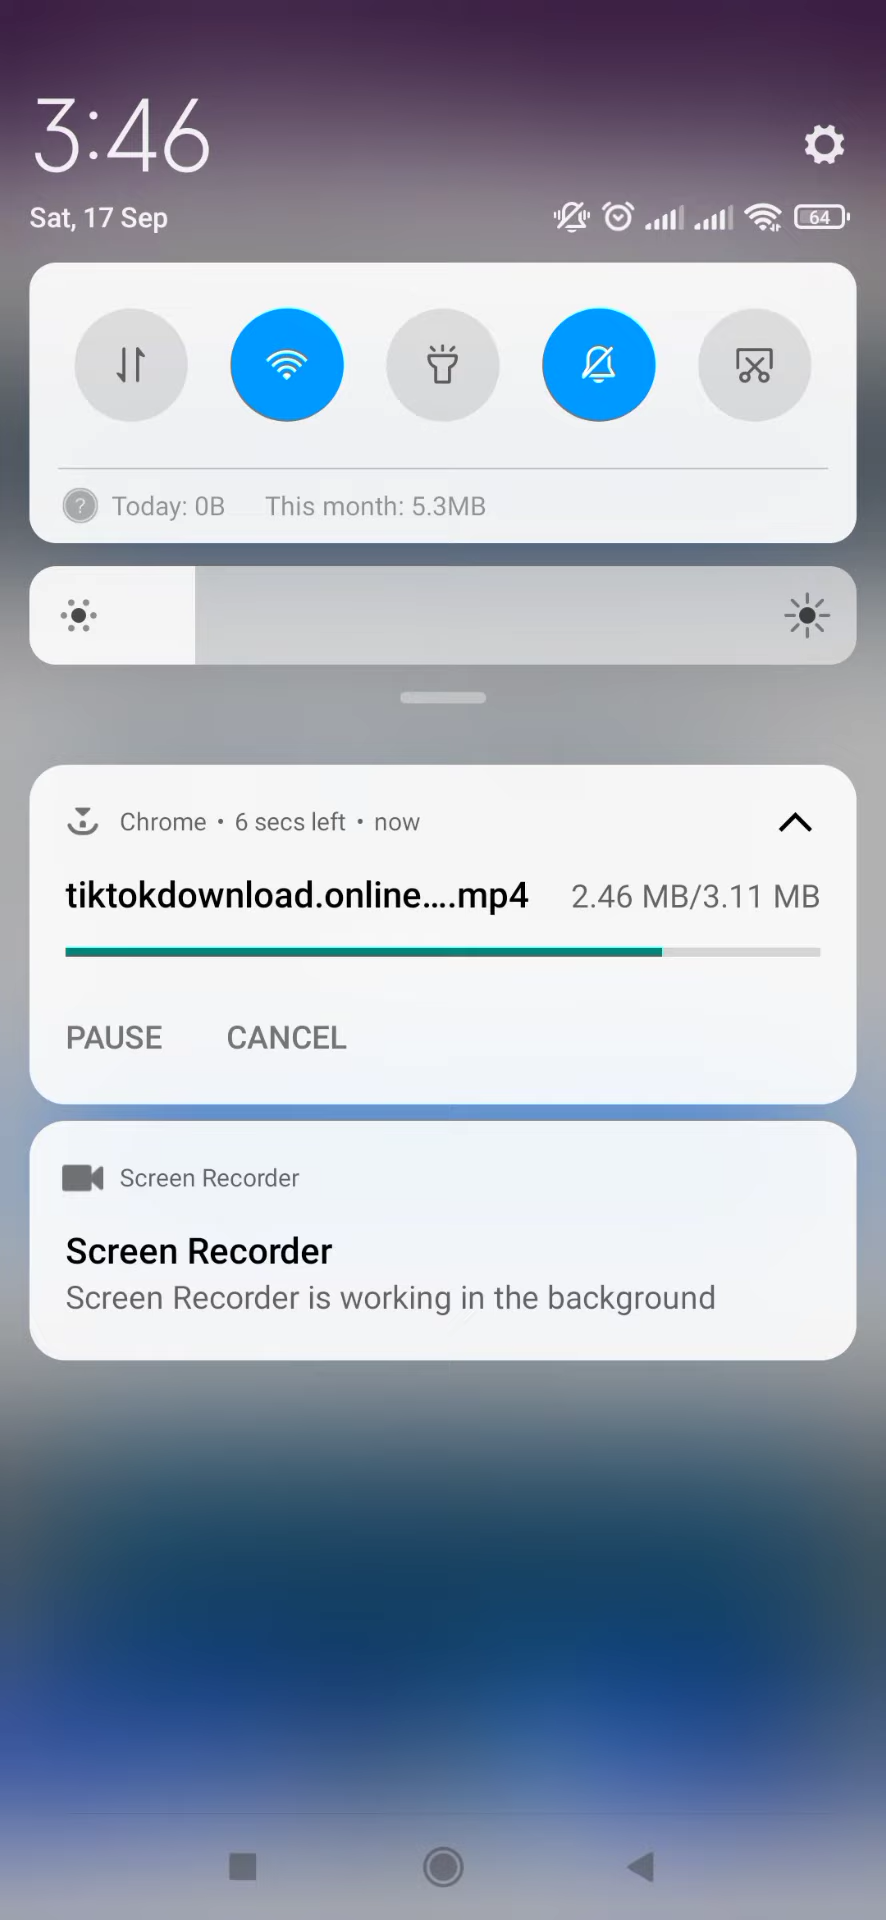 3:46
Sat, 17 Sep
64
Today: 0B This month: 5.3MB
Chrome • 6 secs left • now
tiktokdownload.online....mp4 2.46 MB/3.11 MB
PAUSE CANCEL
Screen Recorder
Screen Recorder
Screen Recorder is working in the background